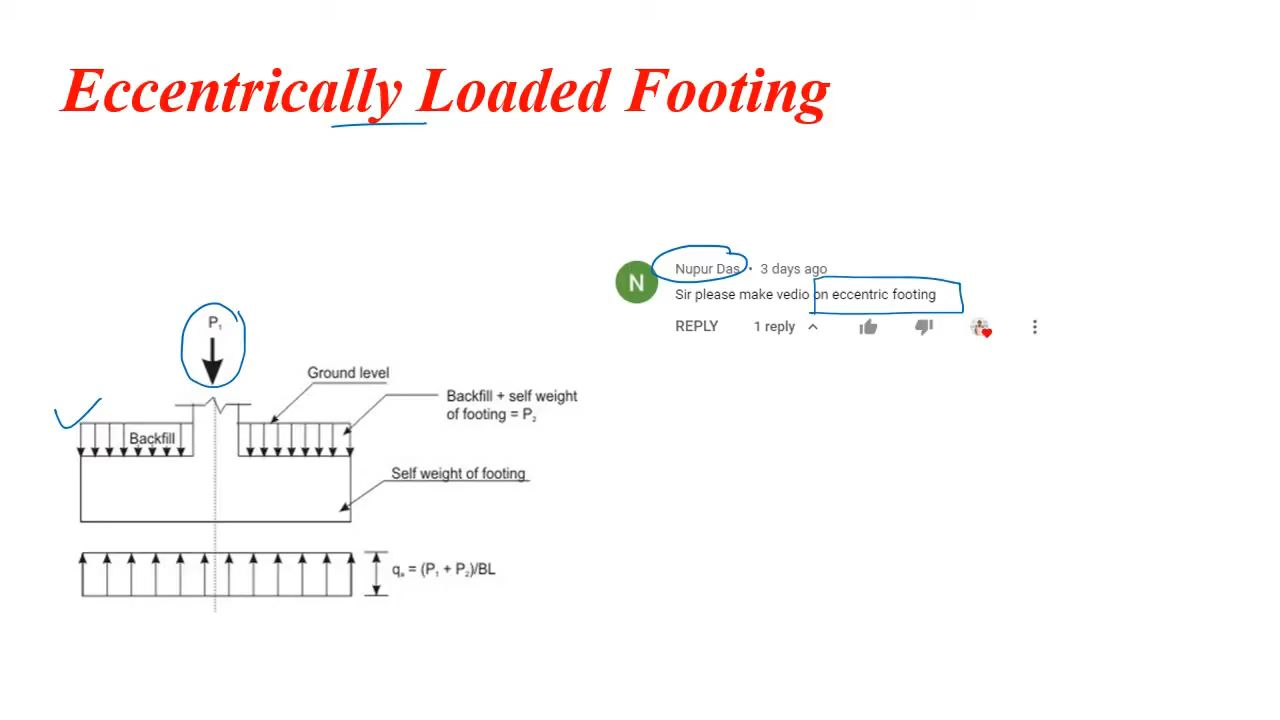 Eccentrically Loaded Footing
N
Nupur Das • 3 days ago
Sir please make vedio on eccentric footing
REPLY 1 reply
P₁
Ground level
Backfill + self weight
of footing = P₂
Backfill
Self weight of footing
qₐ = (P₁ + P₂)/BL